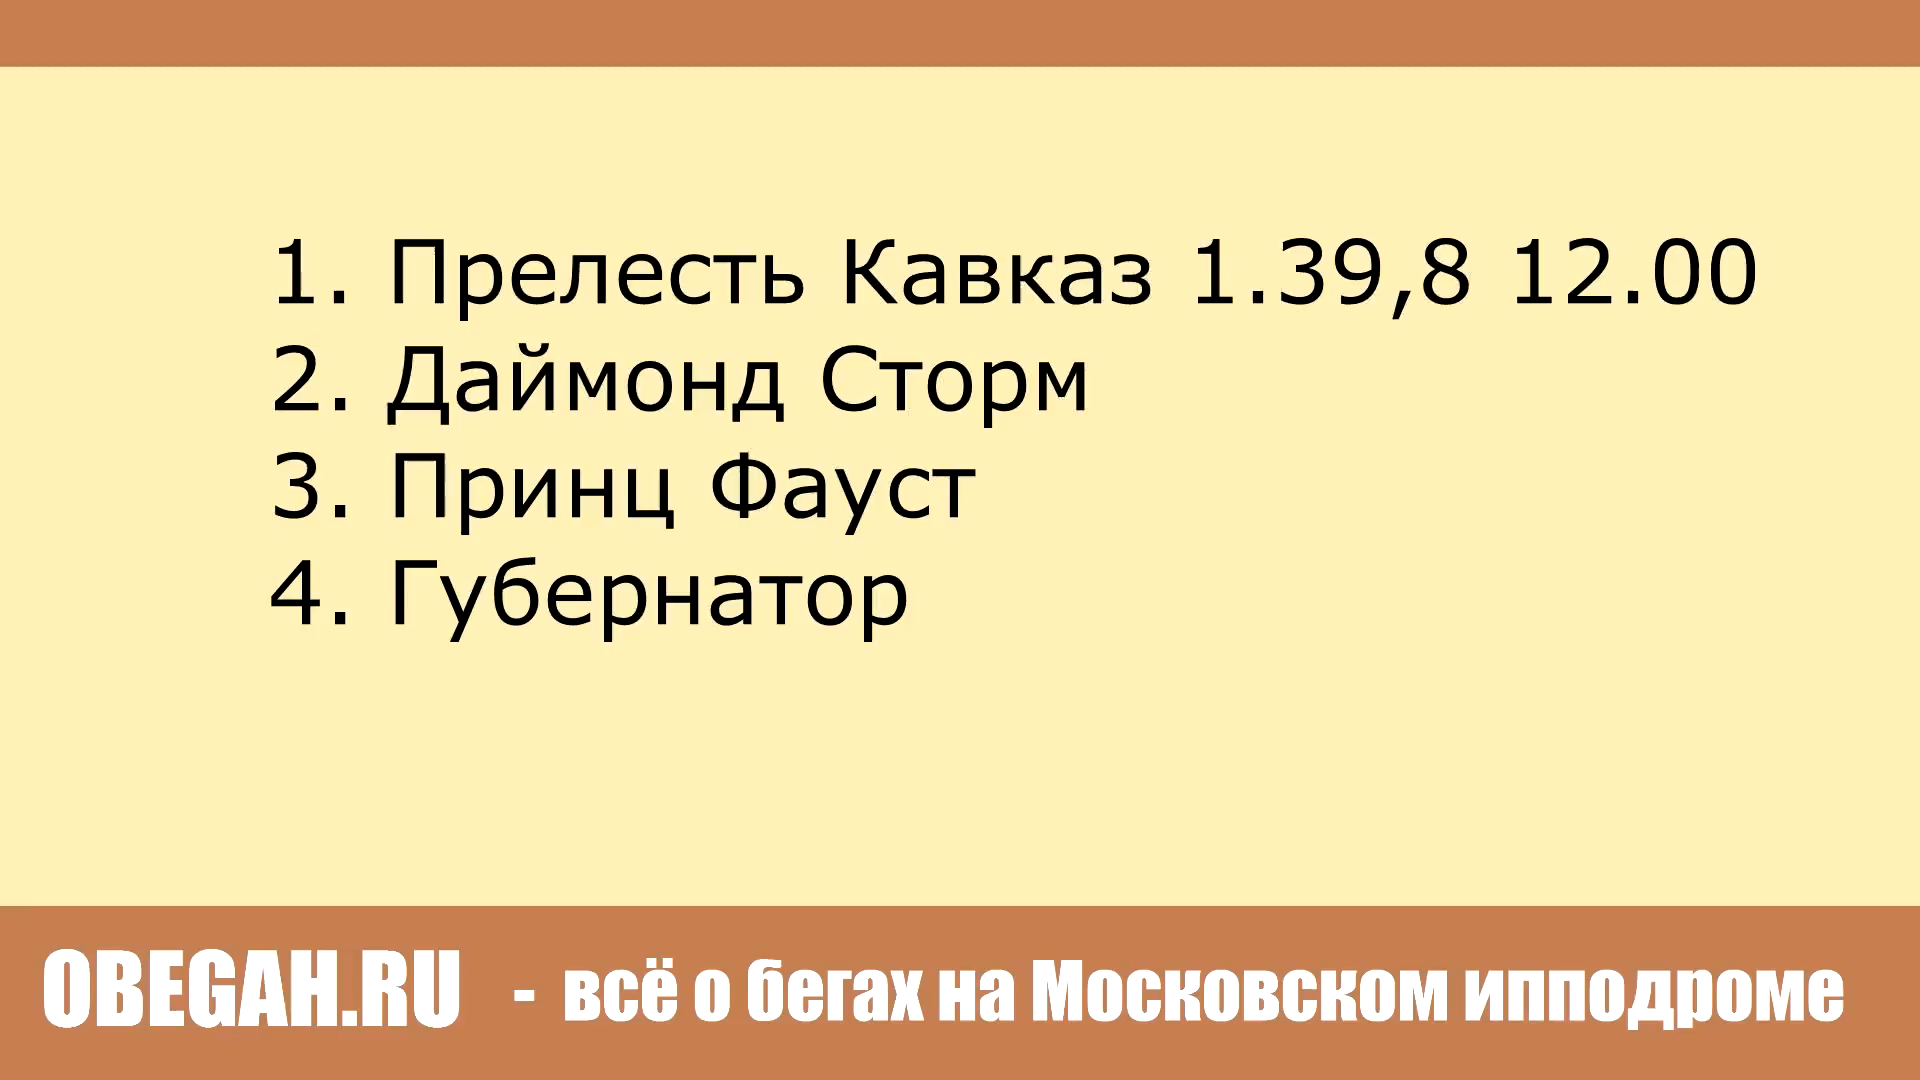 1. Прелесть Кавказ 1.39,8 12.00
2. Даймонд Сторм
3. Принц Фауст
4. Губернатор
OBEGAH.RU - всё о бегах на Московском ипподроме